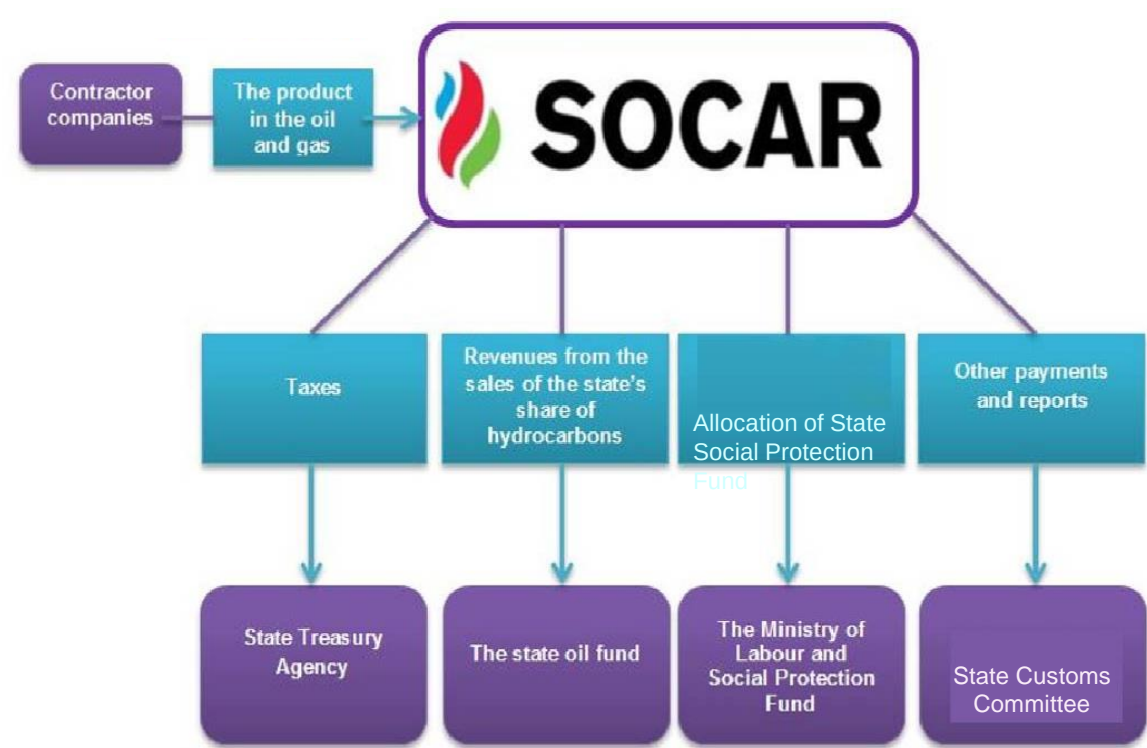 Contractor
companies
The product
in the oil
and gas
SOCAR
Taxes
Revenues from the
sales of the state's
share of
hydrocarbons
Allocation of State
Social Protection
Fund
Other payments
and reports
State Treasury
Agency
The state oil fund
The Ministry of
Labour and
Social Protection
Fund
State Customs
Committee